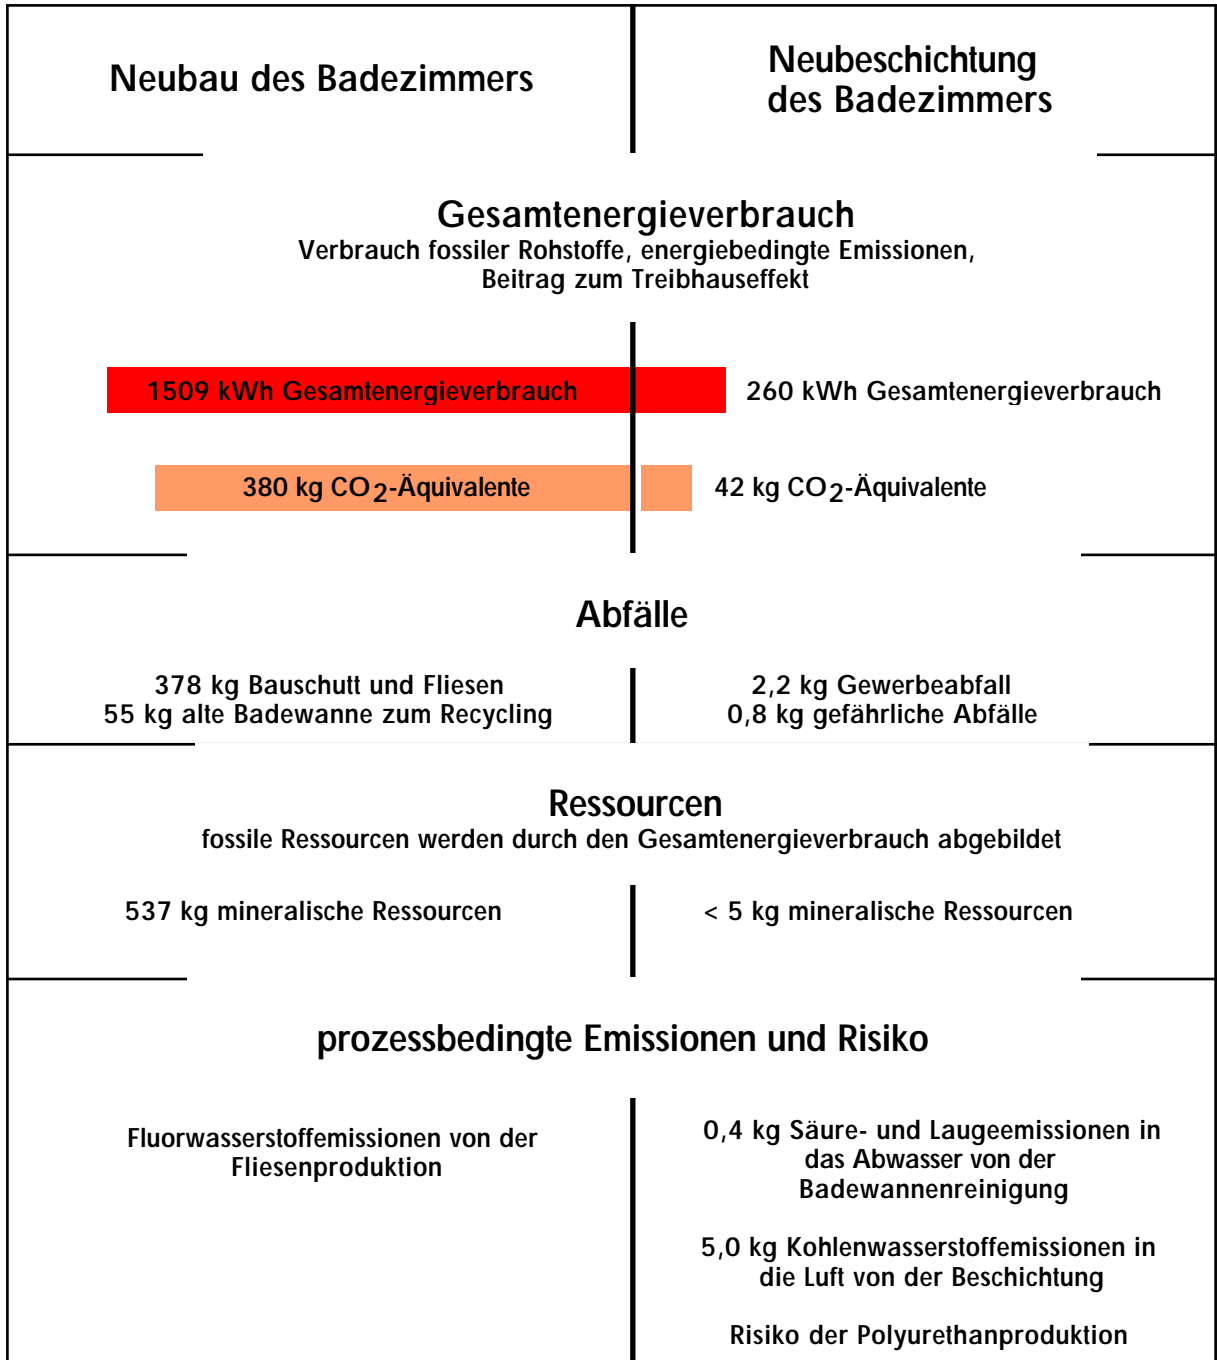 Neubau des Badezimmers
Neubeschichtung
des Badezimmers
Gesamtenergieverbrauch
Verbrauch fossiler Rohstoffe, energiebedingte Emissionen,
Beitrag zum Treibhauseffekt
1509 kWh Gesamtenergieverbrauch
260 kWh Gesamtenergieverbrauch
380 kg CO2-Äquivalente
42 kg CO2-Äquivalente
Abfälle
378 kg Bauschutt und Fliesen
55 kg alte Badewanne zum Recycling
2,2 kg Gewerbeabfall
0,8 kg gefährliche Abfälle
Ressourcen
fossile Ressourcen werden durch den Gesamtenergieverbrauch abgebildet
537 kg mineralische Ressourcen
< 5 kg mineralische Ressourcen
prozessbedingte Emissionen und Risiko
Fluorwasserstoffemissionen von der
Fliesenproduktion
0,4 kg Säure- und Laugeemissionen in
das Abwasser von der
Badewannenreinigung
5,0 kg Kohlenwasserstoffemissionen in
die Luft von der Beschichtung
Risiko der Polyurethanproduktion